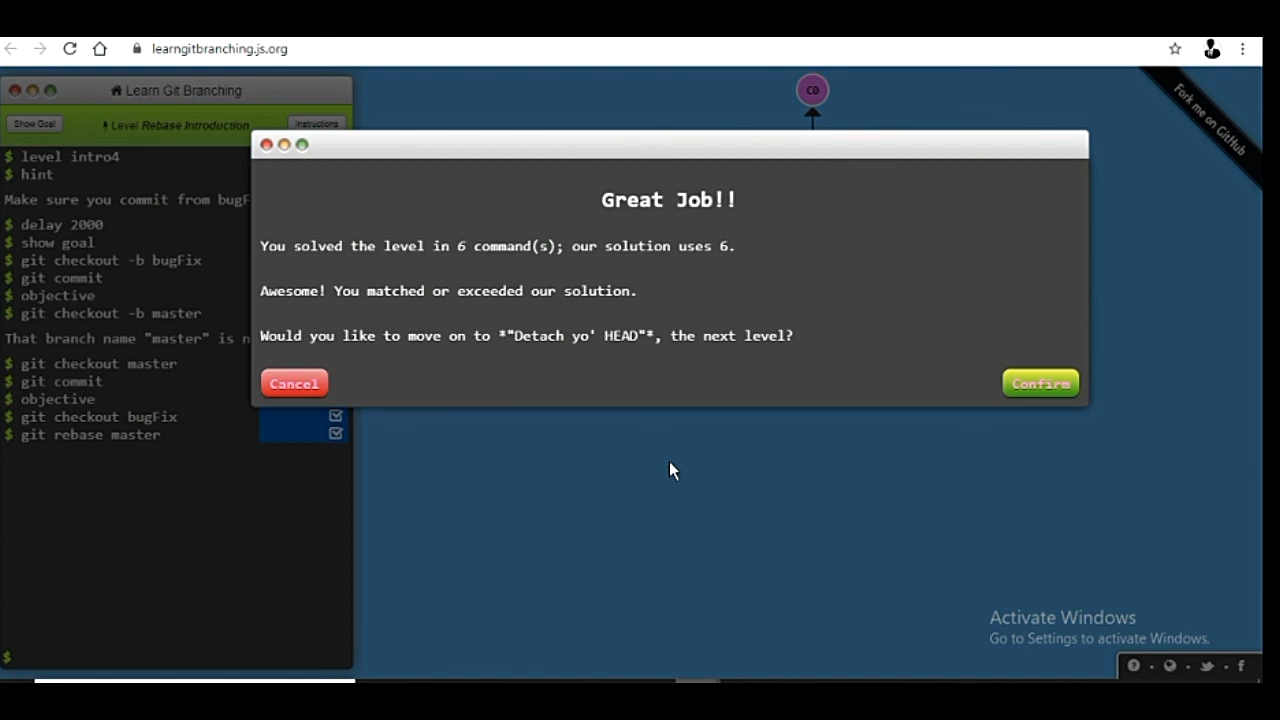 learngitbranching.js.org
Learn Git Branching
C0
Fork me on GitHub
Show Goal
Level Rebase Introduction
Instructions
$ level intro4
$ hint
Make sure you commit from bugF
$ delay 2000
$ show goal
$ git checkout -b bugFix
$ git commit
$ objective
$ git checkout -b master
That branch name "master" is n
$ git checkout master
$ git commit
$ objective
$ git checkout bugFix
$ git rebase master
$
Great Job!!
You solved the level in 6 command(s); our solution uses 6.
Awesome! You matched or exceeded our solution.
Would you like to move on to *"Detach yo' HEAD"*, the next level?
Cancel
Confirm
Activate Windows
Go to Settings to activate Windows.